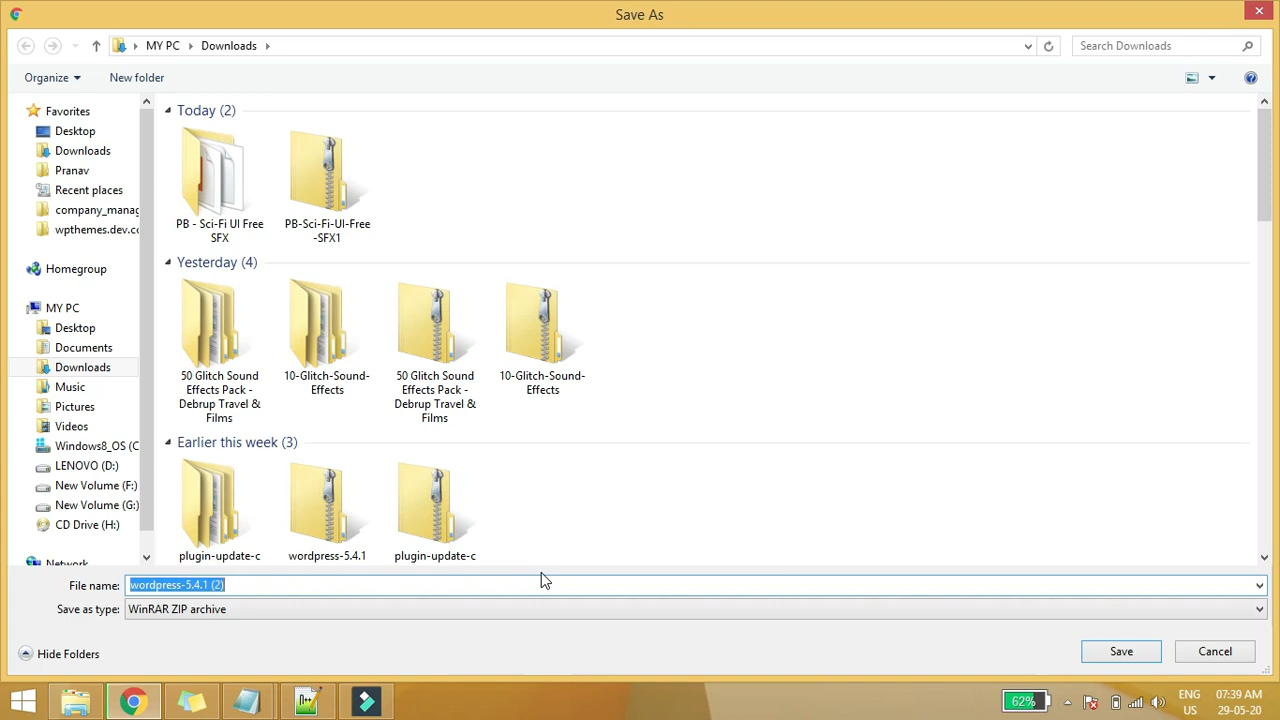 Save As
MY PC
Downloads
Search Downloads
Organize
New folder
Favorites
Desktop
Downloads
Pranav
Recent places
company_manag
wpthemes.dev.cc
Homegroup
MY PC
Desktop
Documents
Downloads
Music
Pictures
Videos
Windows8_OS (C
LENOVO (D:)
New Volume (F:)
New Volume (G:)
CD Drive (H:)
Network
Today (2)
PB - Sci-Fi UI Free
SFX
PB-Sci-Fi-UI-Free
-SFX1
Yesterday (4)
50 Glitch Sound
Effects Pack -
Debrup Travel &
Films
10-Glitch-Sound-
Effects
50 Glitch Sound
Effects Pack -
Debrup Travel &
Films
10-Glitch-Sound-
Effects
Earlier this week (3)
plugin-update-c
wordpress-5.4.1
plugin-update-c
File name:
wordpress-5.4.1 (2)
Save as type:
WinRAR ZIP archive
Hide Folders
Save
Cancel
62%
ENG
US
07:39 AM
29-05-20